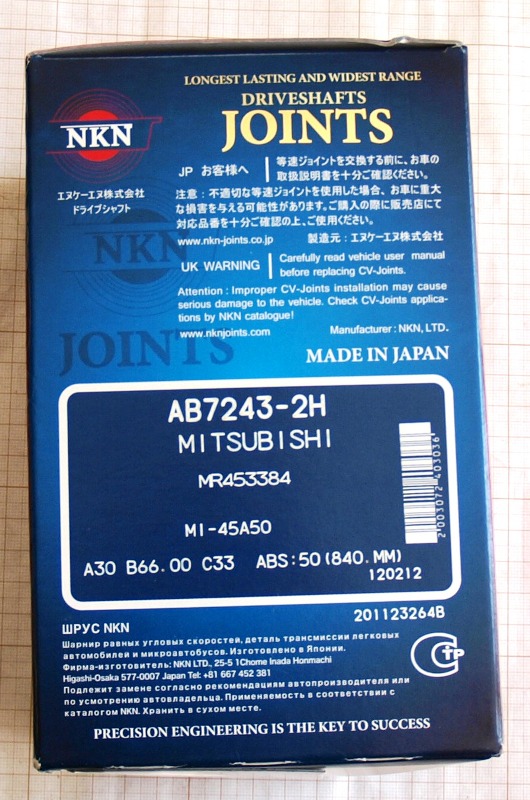 LONGEST LASTING AND WIDEST RANGE
DRIVESHAFTS
JOINTS
NKN
エヌケーエヌ株式会社
ドライブシャフト
JP お客様へ
等速ジョイントを交換する前に、お車の
取扱説明書を十分ご確認ください。
注意：不適切な等速ジョイントを使用した場合、お車に重大
な損害を与える可能性があります。ご購入の際に販売店にて
対応品番を十分ご確認の上、ご使用ください。
www.nkn-joints.co.jp 製造元：エヌケーエヌ株式会社
NKN
UK WARNING
Carefully read vehicle user manual
before replacing CV-Joints.
Attention : Improper CV-Joints installation may cause
serious damage to the vehicle. Check CV-Joints applica-
tions by NKN catalogue!
www.nknjoints.com Manufacturer: NKN, LTD.
JOINTS
MADE IN JAPAN
AB7243-2H
MITSUBISHI
MR453384
MI-45A50
A30 B66.00 C33 ABS:50(840.MM)
120212
2003072403036
201123264B
ШРУС NKN
Шарнир равных угловых скоростей, деталь трансмиссии легковых
автомобилей и микроавтобусов. Изготовлено в Японии.
Фирма-изготовитель: NKN LTD., 25-5 1Chome Inada Honmachi
Higashi-Osaka 577-0007 Japan Tel: +81 667 452 381
Подлежит замене согласно рекомендациям автопроизводителя или
по усмотрению автовладельца. Применяемость в соответствии с
каталогом NKN. Хранить в сухом месте.
PRECISION ENGINEERING IS THE KEY TO SUCCESS